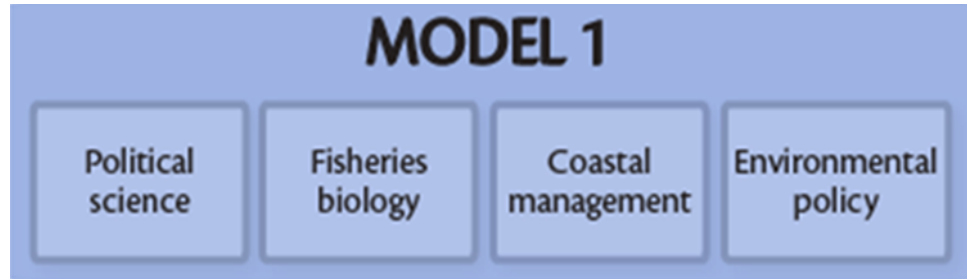 MODEL 1
Political
science
Fisheries
biology
Coastal
management
Environmental
policy